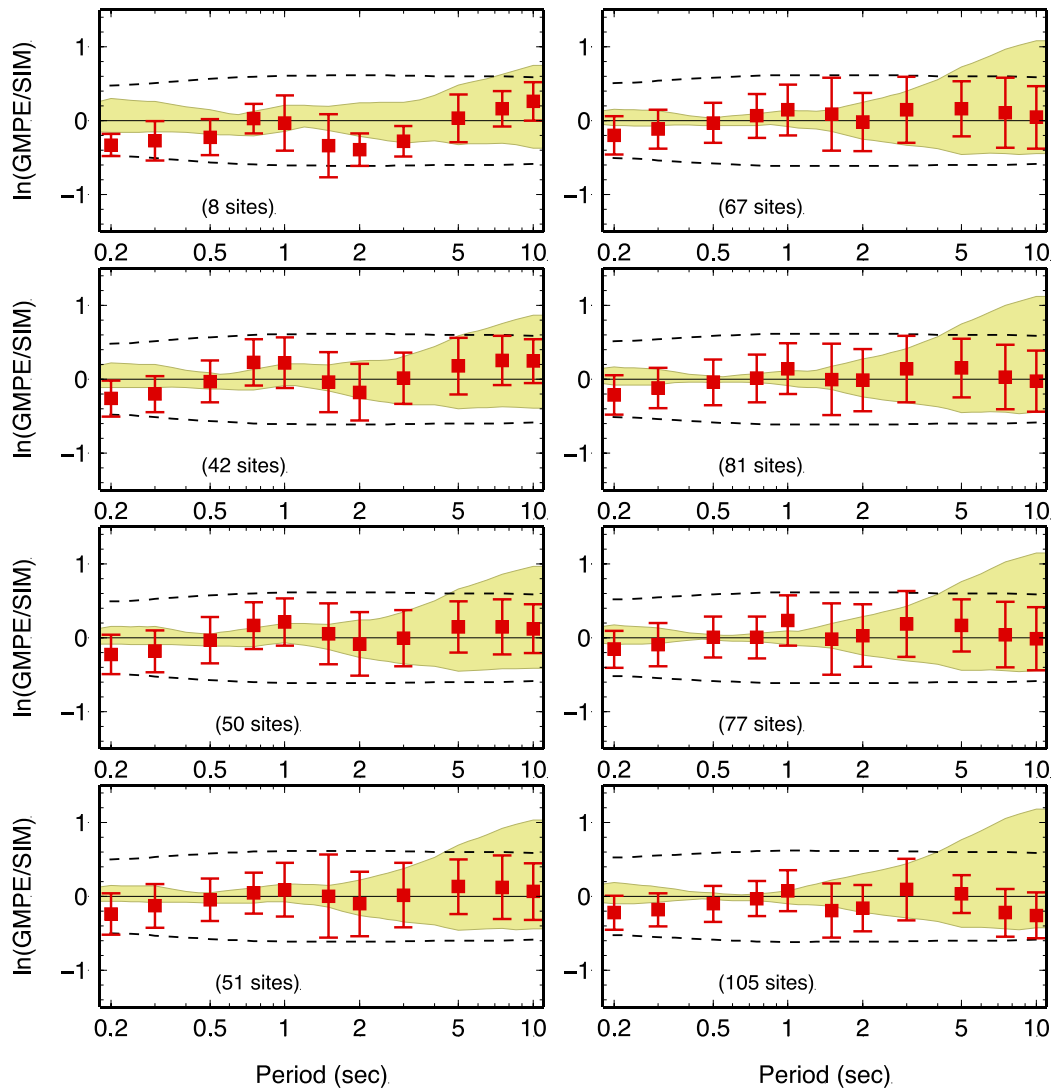 ln(GMPE/SIM)
1
0
−1
(8 sites)
0.2 0.5 1 2 5 10
1
0
−1
(67 sites)
0.2 0.5 1 2 5 10
ln(GMPE/SIM)
1
0
−1
(42 sites)
0.2 0.5 1 2 5 10
1
0
−1
(81 sites)
0.2 0.5 1 2 5 10
ln(GMPE/SIM)
1
0
−1
(50 sites)
0.2 0.5 1 2 5 10
1
0
−1
(77 sites)
0.2 0.5 1 2 5 10
ln(GMPE/SIM)
1
0
−1
(51 sites)
0.2 0.5 1 2 5 10
Period (sec)
1
0
−1
(105 sites)
0.2 0.5 1 2 5 10
Period (sec)